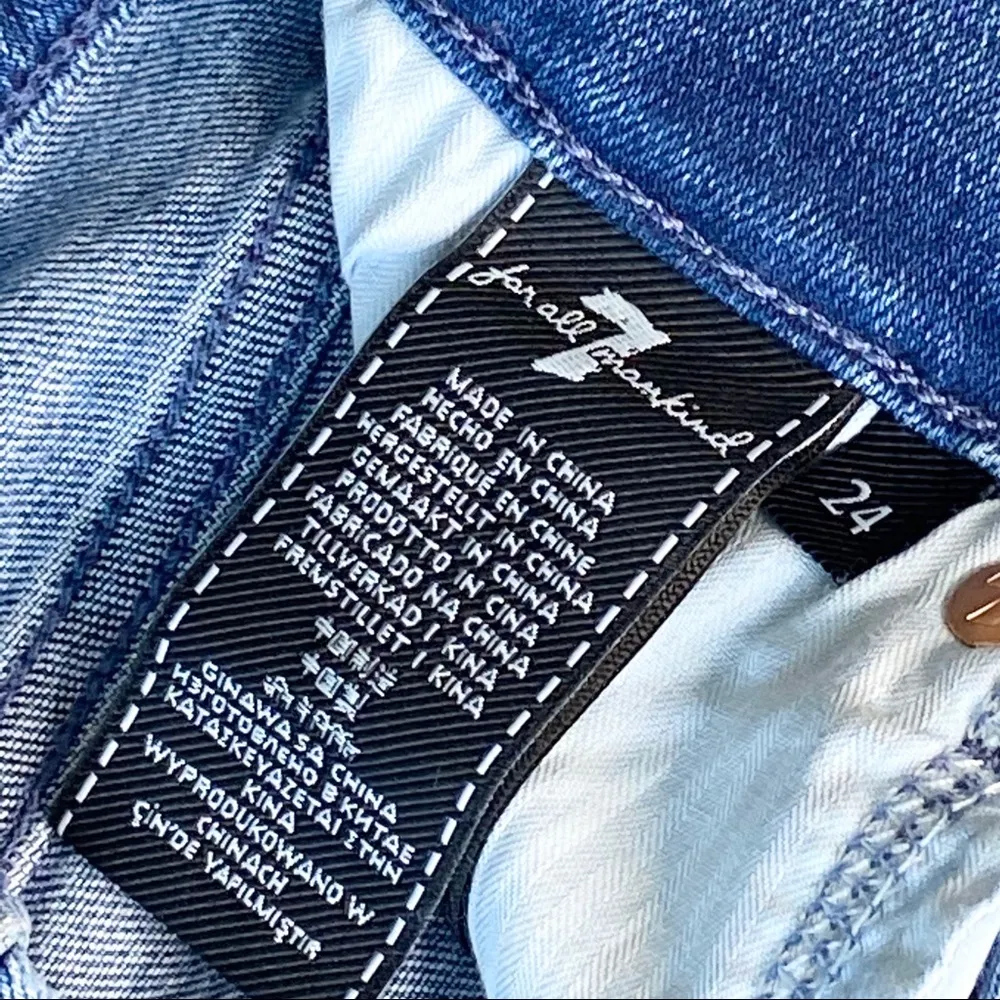 for all 7 mankind
MADE IN CHINA
HECHO EN CHINA
FABRIQUE EN CHINE
HERGESTELLT IN CHINA
GEMAAKT IN CHINA
PRODOTTO IN CINA
FABRICADO NA CHINA
TILLVERKAD I KINA
FREMSTILLET I KINA
中国制造
中国製
GINAWA SA CHINA
ИЗГОТОВЛЕНО В КИТАЕ
ΚΑΤΑΣΚΕΥΑΖΕΤΑΙ ΣΤΗΝ
ΚΙΝΑ
WYPRODUKOWANO W
CHINACH
ÇİN'DE YAPILMIŞTIR
24